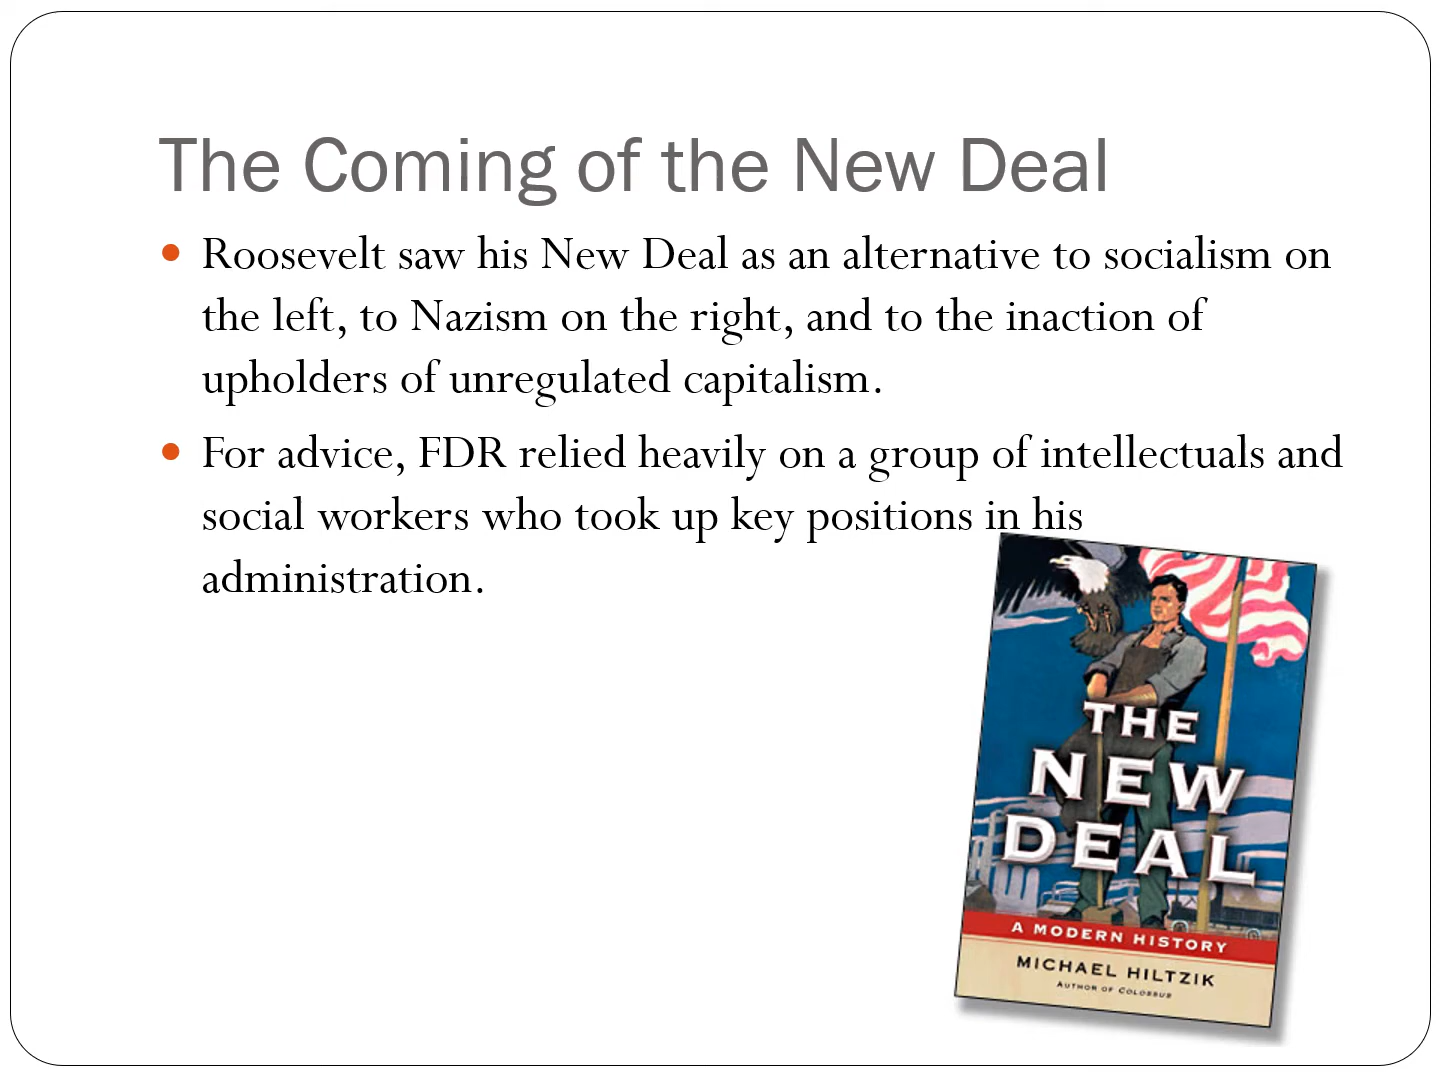 The Coming of the New Deal
Roosevelt saw his New Deal as an alternative to socialism on
the left, to Nazism on the right, and to the inaction of
upholders of unregulated capitalism.
For advice, FDR relied heavily on a group of intellectuals and
social workers who took up key positions in his
administration.
THE
NEW
DEAL
A MODERN HISTORY
MICHAEL HILTZIK
AUTHOR OF COLOSSUS